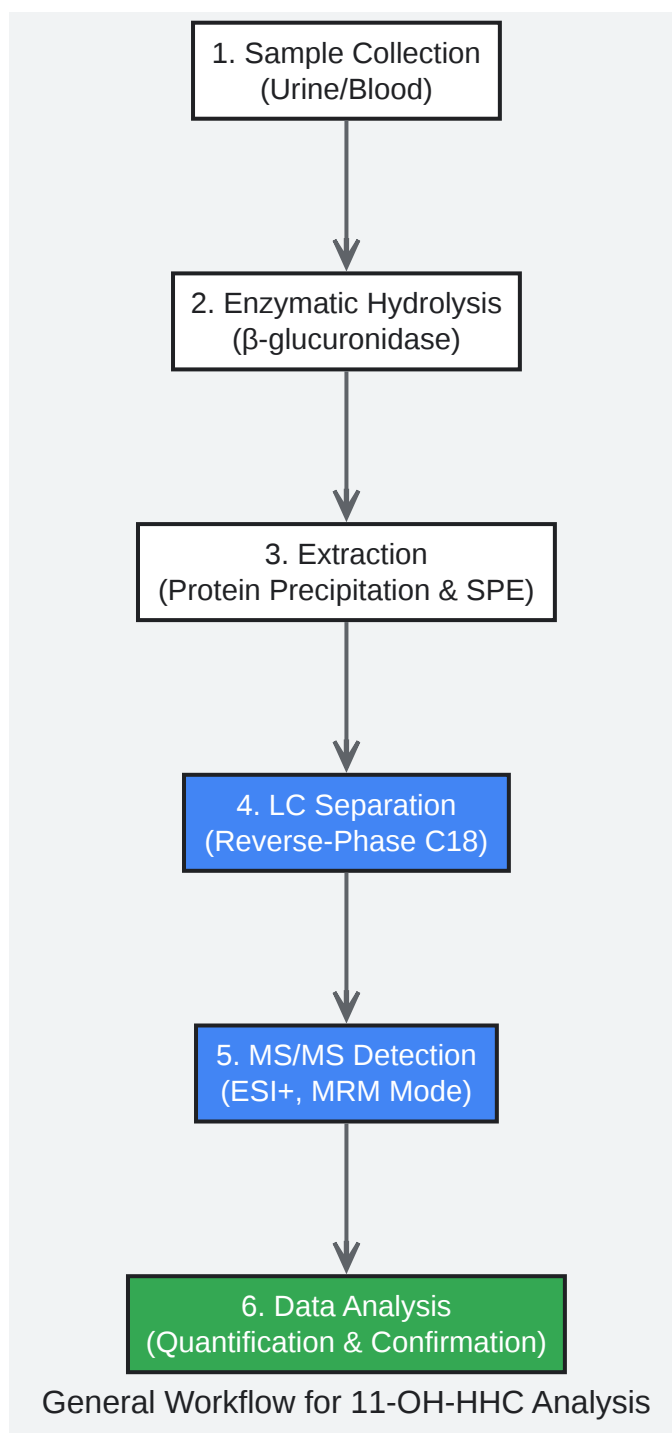 1. Sample Collection
(Urine/Blood)
2. Enzymatic Hydrolysis
(β-glucuronidase)
3. Extraction
(Protein Precipitation & SPE)
4. LC Separation
(Reverse-Phase C18)
5. MS/MS Detection
(ESI+, MRM Mode)
6. Data Analysis
(Quantification & Confirmation)
General Workflow for 11-OH-HHC Analysis